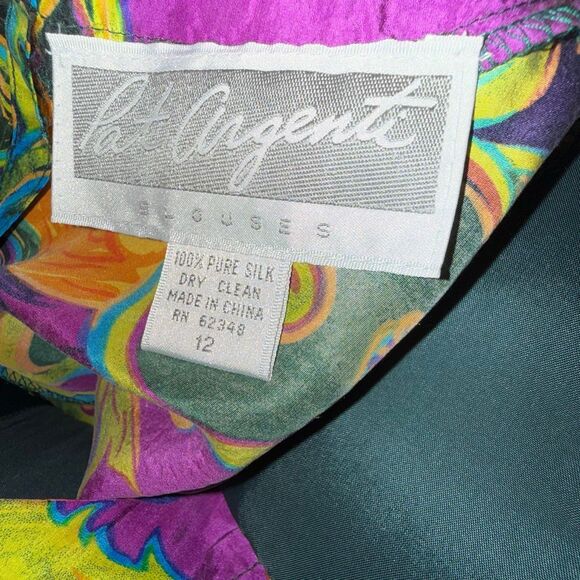 Pat Argenti
BLOUSES
100% PURE SILK
DRY CLEAN
MADE IN CHINA
RN 62348
12